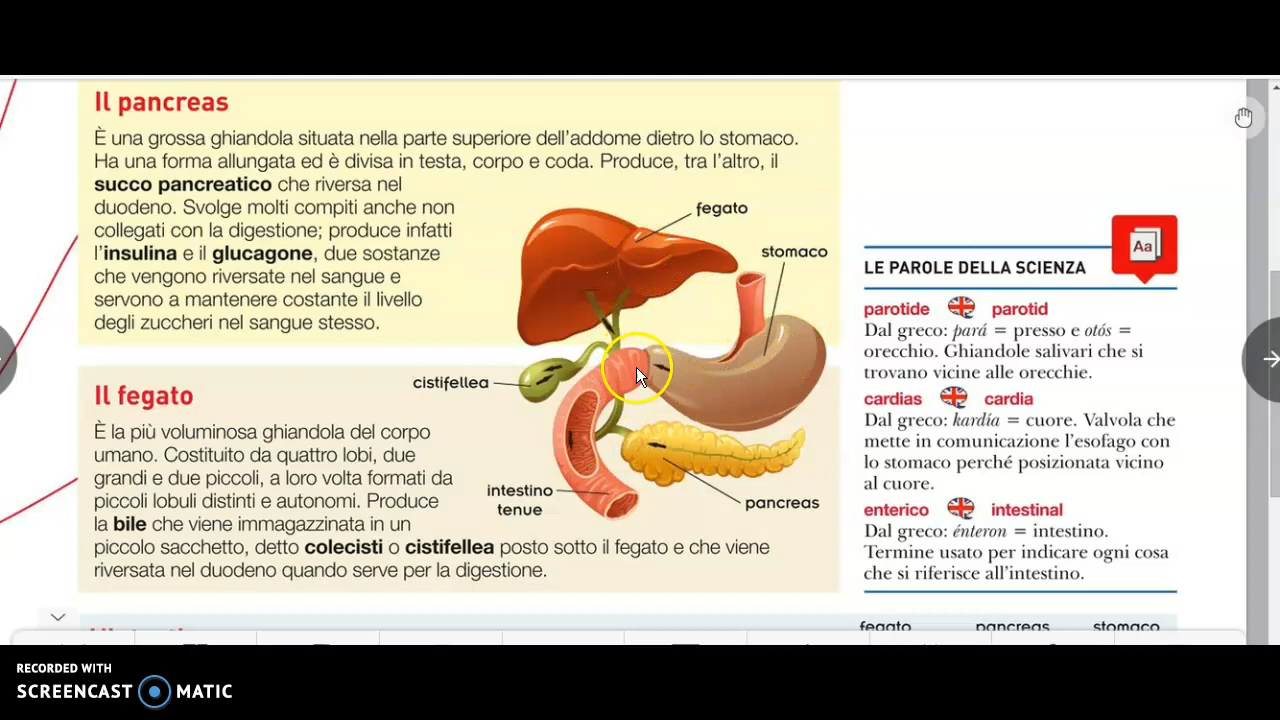 Il pancreas
È una grossa ghiandola situata nella parte superiore dell'addome dietro lo stomaco.
Ha una forma allungata ed è divisa in testa, corpo e coda. Produce, tra l'altro, il
succo pancreatico che riversa nel
duodeno. Svolge molti compiti anche non
collegati con la digestione; produce infatti
l'insulina e il glucagone, due sostanze
che vengono riversate nel sangue e
servono a mantenere costante il livello
degli zuccheri nel sangue stesso.
fegato
stomaco
cistifellea
intestino
tenue
pancreas
Il fegato
È la più voluminosa ghiandola del corpo
umano. Costituito da quattro lobi, due
grandi e due piccoli, a loro volta formati da
piccoli lobuli distinti e autonomi. Produce
la bile che viene immagazzinata in un
piccolo sacchetto, detto colecisti o cistifellea posto sotto il fegato e che viene
riversata nel duodeno quando serve per la digestione.
Aa
LE PAROLE DELLA SCIENZA
parotide parotid
Dal greco: pará = presso e otós =
orecchio. Ghiandole salivari che si
trovano vicine alle orecchie.
cardias cardia
Dal greco: kardía = cuore. Valvola che
mette in comunicazione l'esofago con
lo stomaco perché posizionata vicino
al cuore.
enterico intestinal
Dal greco: énteron = intestino.
Termine usato per indicare ogni cosa
che si riferisce all'intestino.
fegato pancreas stomaco
RECORDED WITH
SCREENCAST MATIC